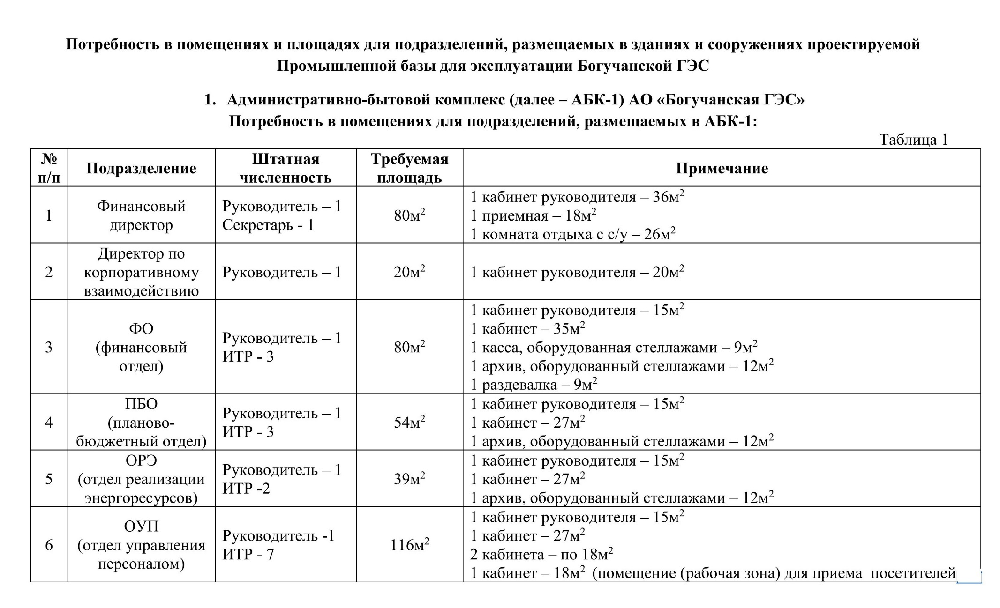 Потребность в помещениях и площадях для подразделений, размещаемых в зданиях и сооружениях проектируемой
Промышленной базы для эксплуатации Богучанской ГЭС
1. Административно-бытовой комплекс (далее – АБК-1) АО «Богучанская ГЭС»
Потребность в помещениях для подразделений, размещаемых в АБК-1:
Таблица 1
№
п/п
Подразделение
Штатная
численность
Требуемая
площадь
Примечание
1
Финансовый
директор
Руководитель – 1
Секретарь - 1
80м²
1 кабинет руководителя – 36м²
1 приемная – 18м²
1 комната отдыха с с/у – 26м²
2
Директор по
корпоративному
взаимодействию
Руководитель – 1
20м²
1 кабинет руководителя – 20м²
3
ФО
(финансовый
отдел)
Руководитель – 1
ИТР - 3
80м²
1 кабинет руководителя – 15м²
1 кабинет – 35м²
1 касса, оборудованная стеллажами – 9м²
1 архив, оборудованный стеллажами – 12м²
1 раздевалка – 9м²
4
ПБО
(планово-
бюджетный отдел)
Руководитель – 1
ИТР - 3
54м²
1 кабинет руководителя – 15м²
1 кабинет – 27м²
1 архив, оборудованный стеллажами – 12м²
5
ОРЭ
(отдел реализации
энергоресурсов)
Руководитель – 1
ИТР -2
39м²
1 кабинет руководителя – 15м²
1 кабинет – 27м²
1 архив, оборудованный стеллажами – 12м²
6
ОУП
(отдел управления
персоналом)
Руководитель -1
ИТР - 7
116м²
1 кабинет руководителя – 15м²
1 кабинет – 27м²
2 кабинета – по 18м²
1 кабинет – 18м² (помещение (рабочая зона) для приема посетителей